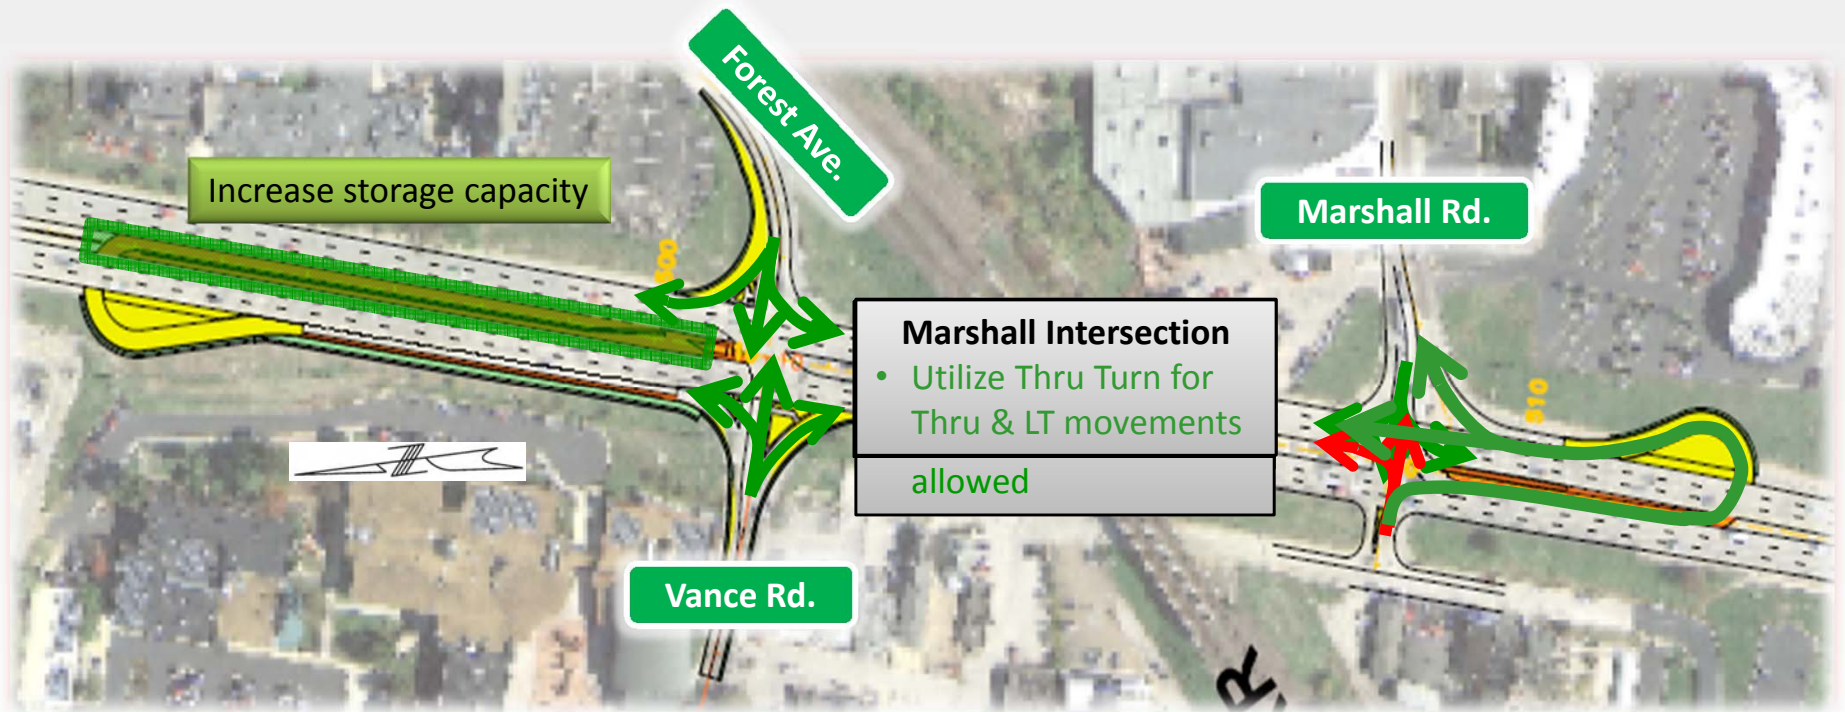 Forest Ave.
Increase storage capacity
Marshall Rd.
Marshall Intersection
• Utilize Thru Turn for
Thru & LT movements
allowed
810
Vance Rd.
R